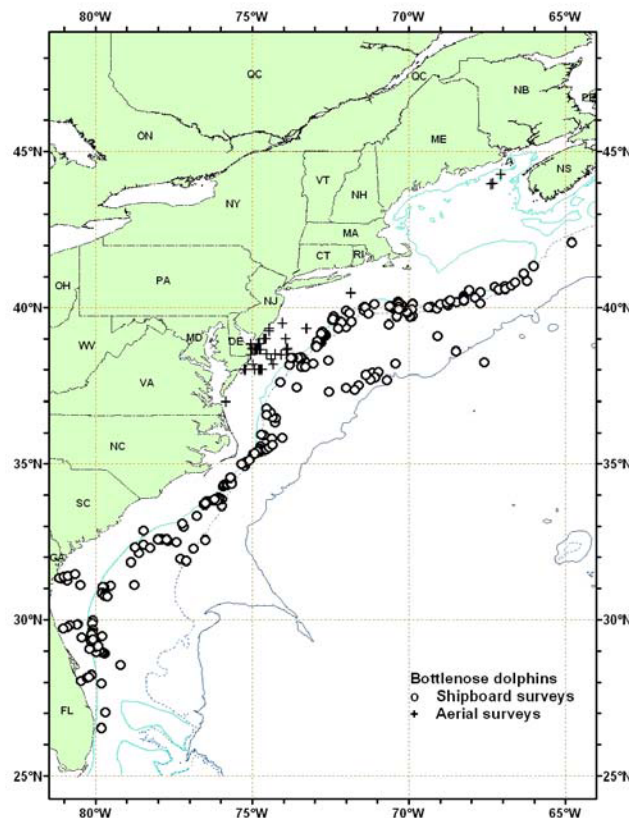 80°W 75°W 70°W 65°W
QC QC NB
PE
ON ME
45°N 45°N
NS
VT
NH
NY MA
CT RI
PA
OH NJ
40°N 40°N
MD DE
WV
VA
NC
35°N 35°N
SC
GA
30°N 30°N
Bottlenose dolphins
Shipboard surveys
FL Aerial surveys
25°N 25°N
80°W 75°W 70°W 65°W